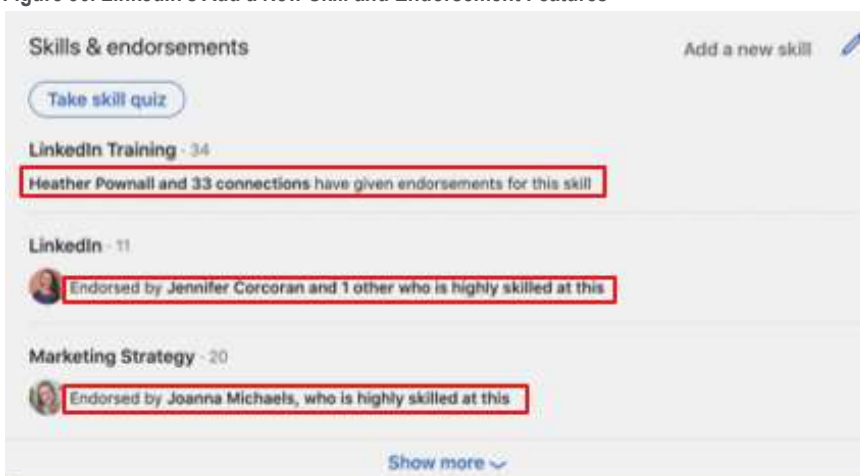 Skills & endorsements
Add a new skill
Take skill quiz
LinkedIn Training · 34
Heather Pownall and 33 connections have given endorsements for this skill
LinkedIn · 11
Endorsed by Jennifer Corcoran and 1 other who is highly skilled at this
Marketing Strategy · 20
Endorsed by Joanna Michaels, who is highly skilled at this
Show more